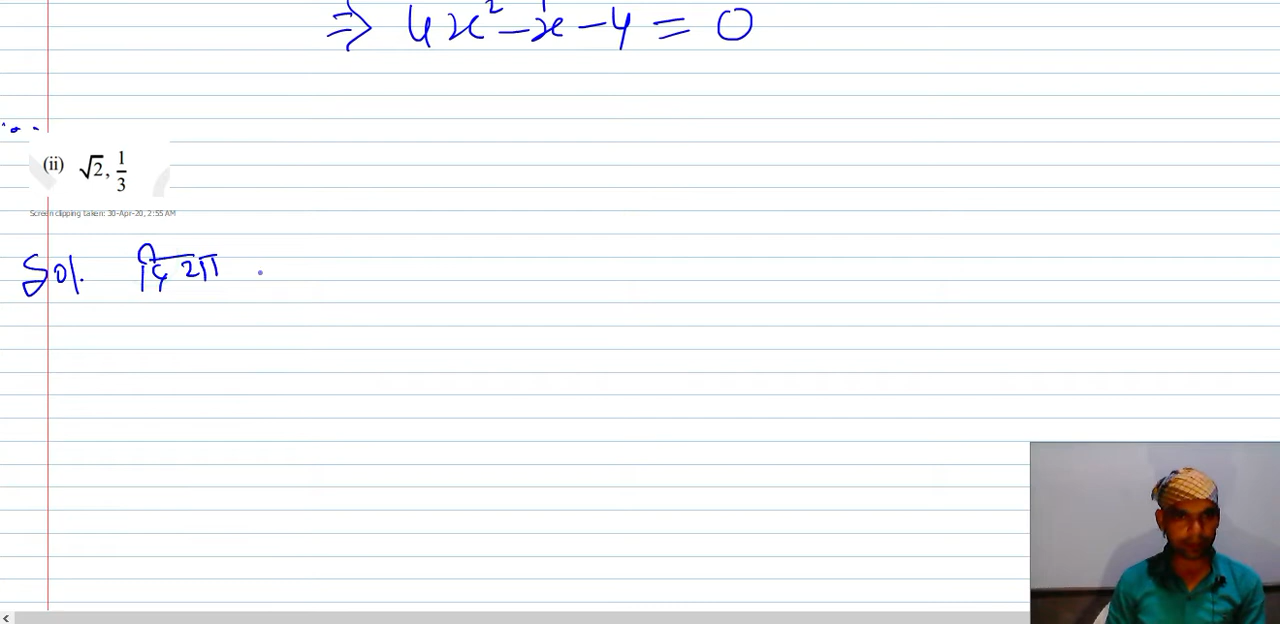 ⇒ 4x² - x - 4 = 0
(ii) √2, 1/3
Screen clipping taken: 30-Apr-20, 2:55 AM
Sol.